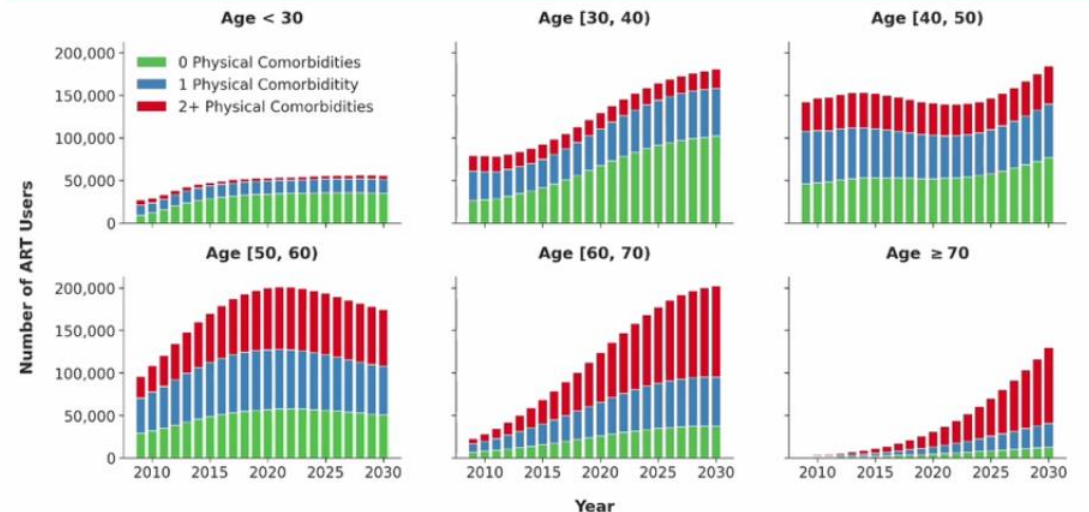 Age < 30
Age [30, 40)
Age [40, 50)
200,000
150,000
100,000
50,000
0
0 Physical Comorbidities
1 Physical Comorbiditity
2+ Physical Comorbidities
Number of ART Users
Age [50, 60)
Age [60, 70)
Age ≥ 70
200,000
150,000
100,000
50,000
0
2010 2015 2020 2025 2030
2010 2015 2020 2025 2030
2010 2015 2020 2025 2030
Year